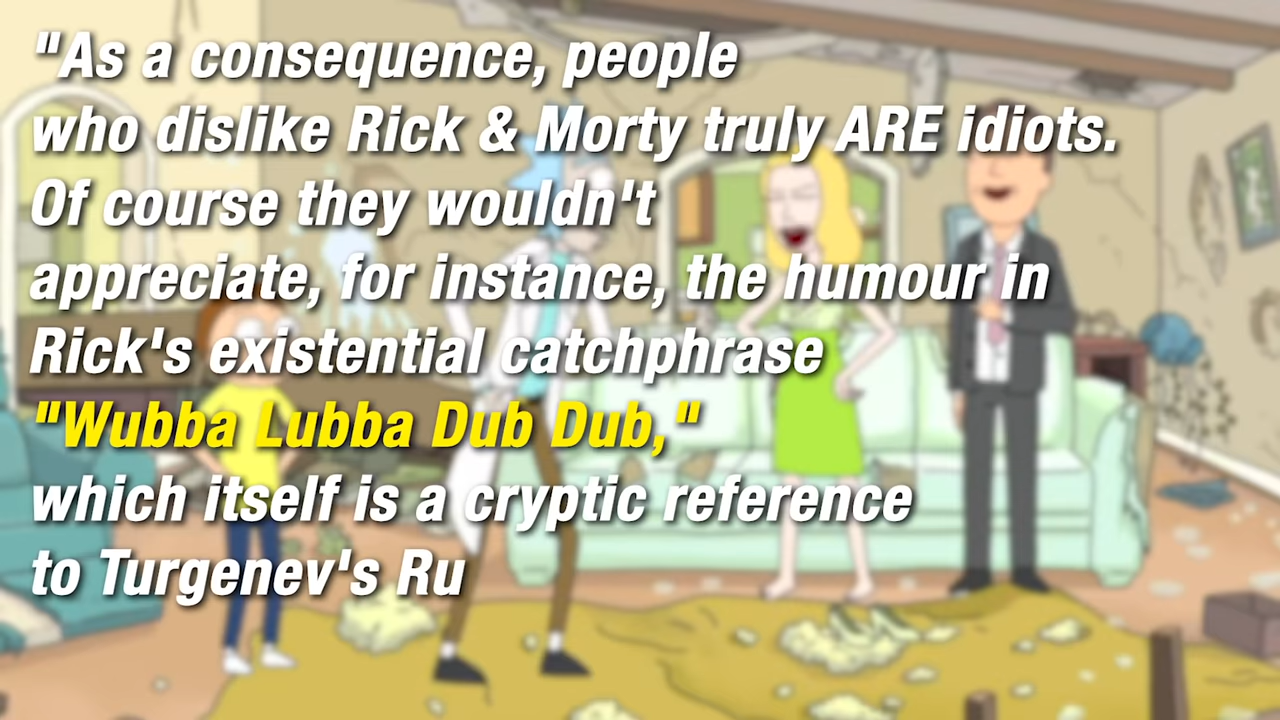 "As a consequence, people
who dislike Rick & Morty truly ARE idiots.
Of course they wouldn't
appreciate, for instance, the humour in
Rick's existential catchphrase
"Wubba Lubba Dub Dub,"
which itself is a cryptic reference
to Turgenev's Ru